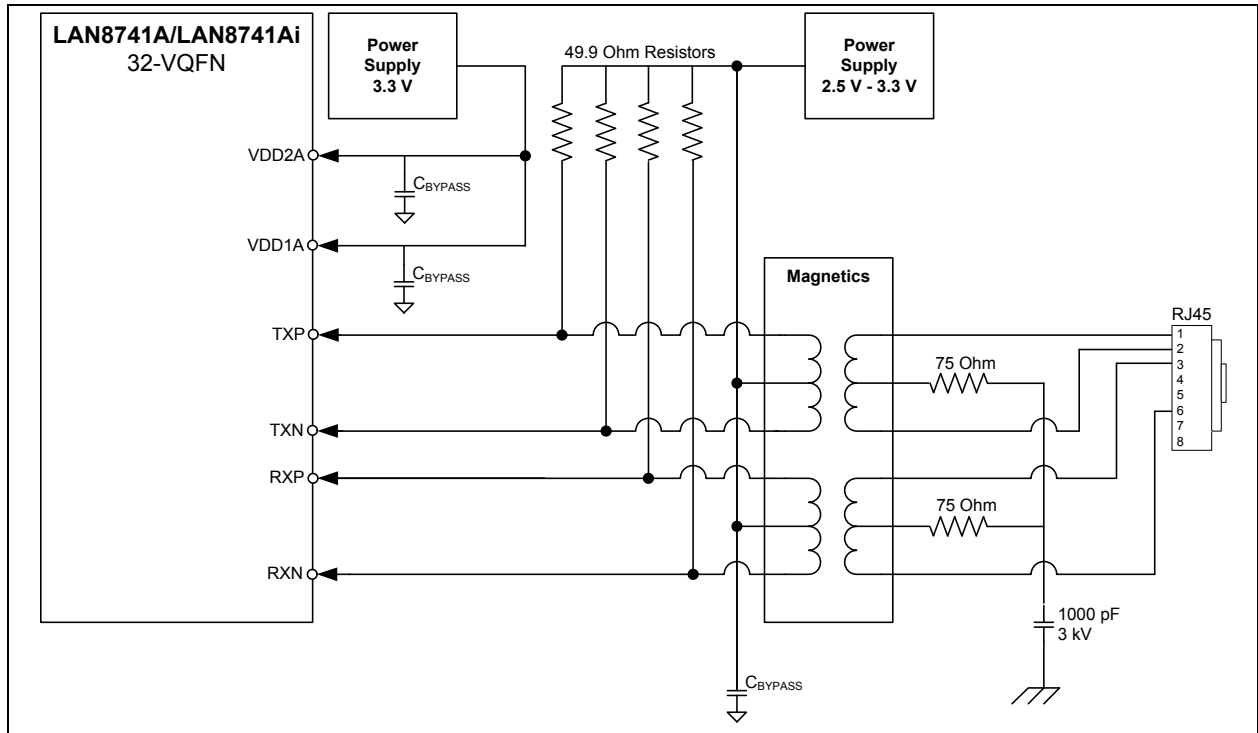 LAN8741A/LAN8741Ai
32-VQFN
Power
Supply
3.3 V
49.9 Ohm Resistors
Power
Supply
2.5 V - 3.3 V
VDD2A
CBYPASS
VDD1A
CBYPASS
Magnetics
TXP
RJ45
1
2
3
4
5
6
7
8
75 Ohm
TXN
RXP
75 Ohm
RXN
1000 pF
3 kV
CBYPASS